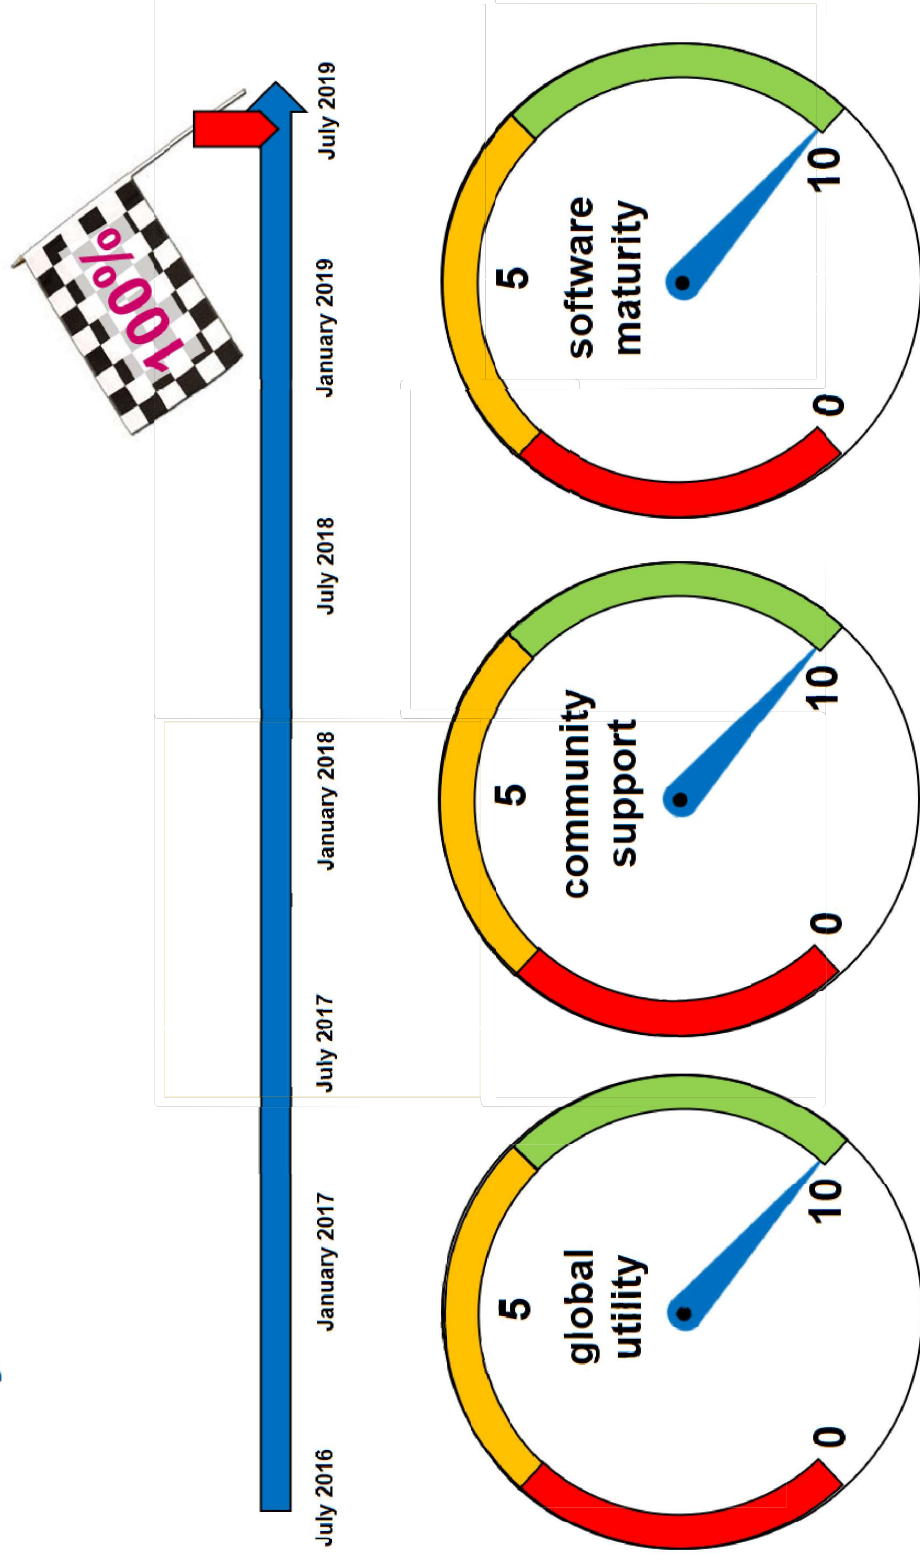 100%
July 2016
January 2017
July 2017
January 2018
July 2018
January 2019
July 2019
5
global
utility
0
10
5
community
support
0
10
5
software
maturity
0
10